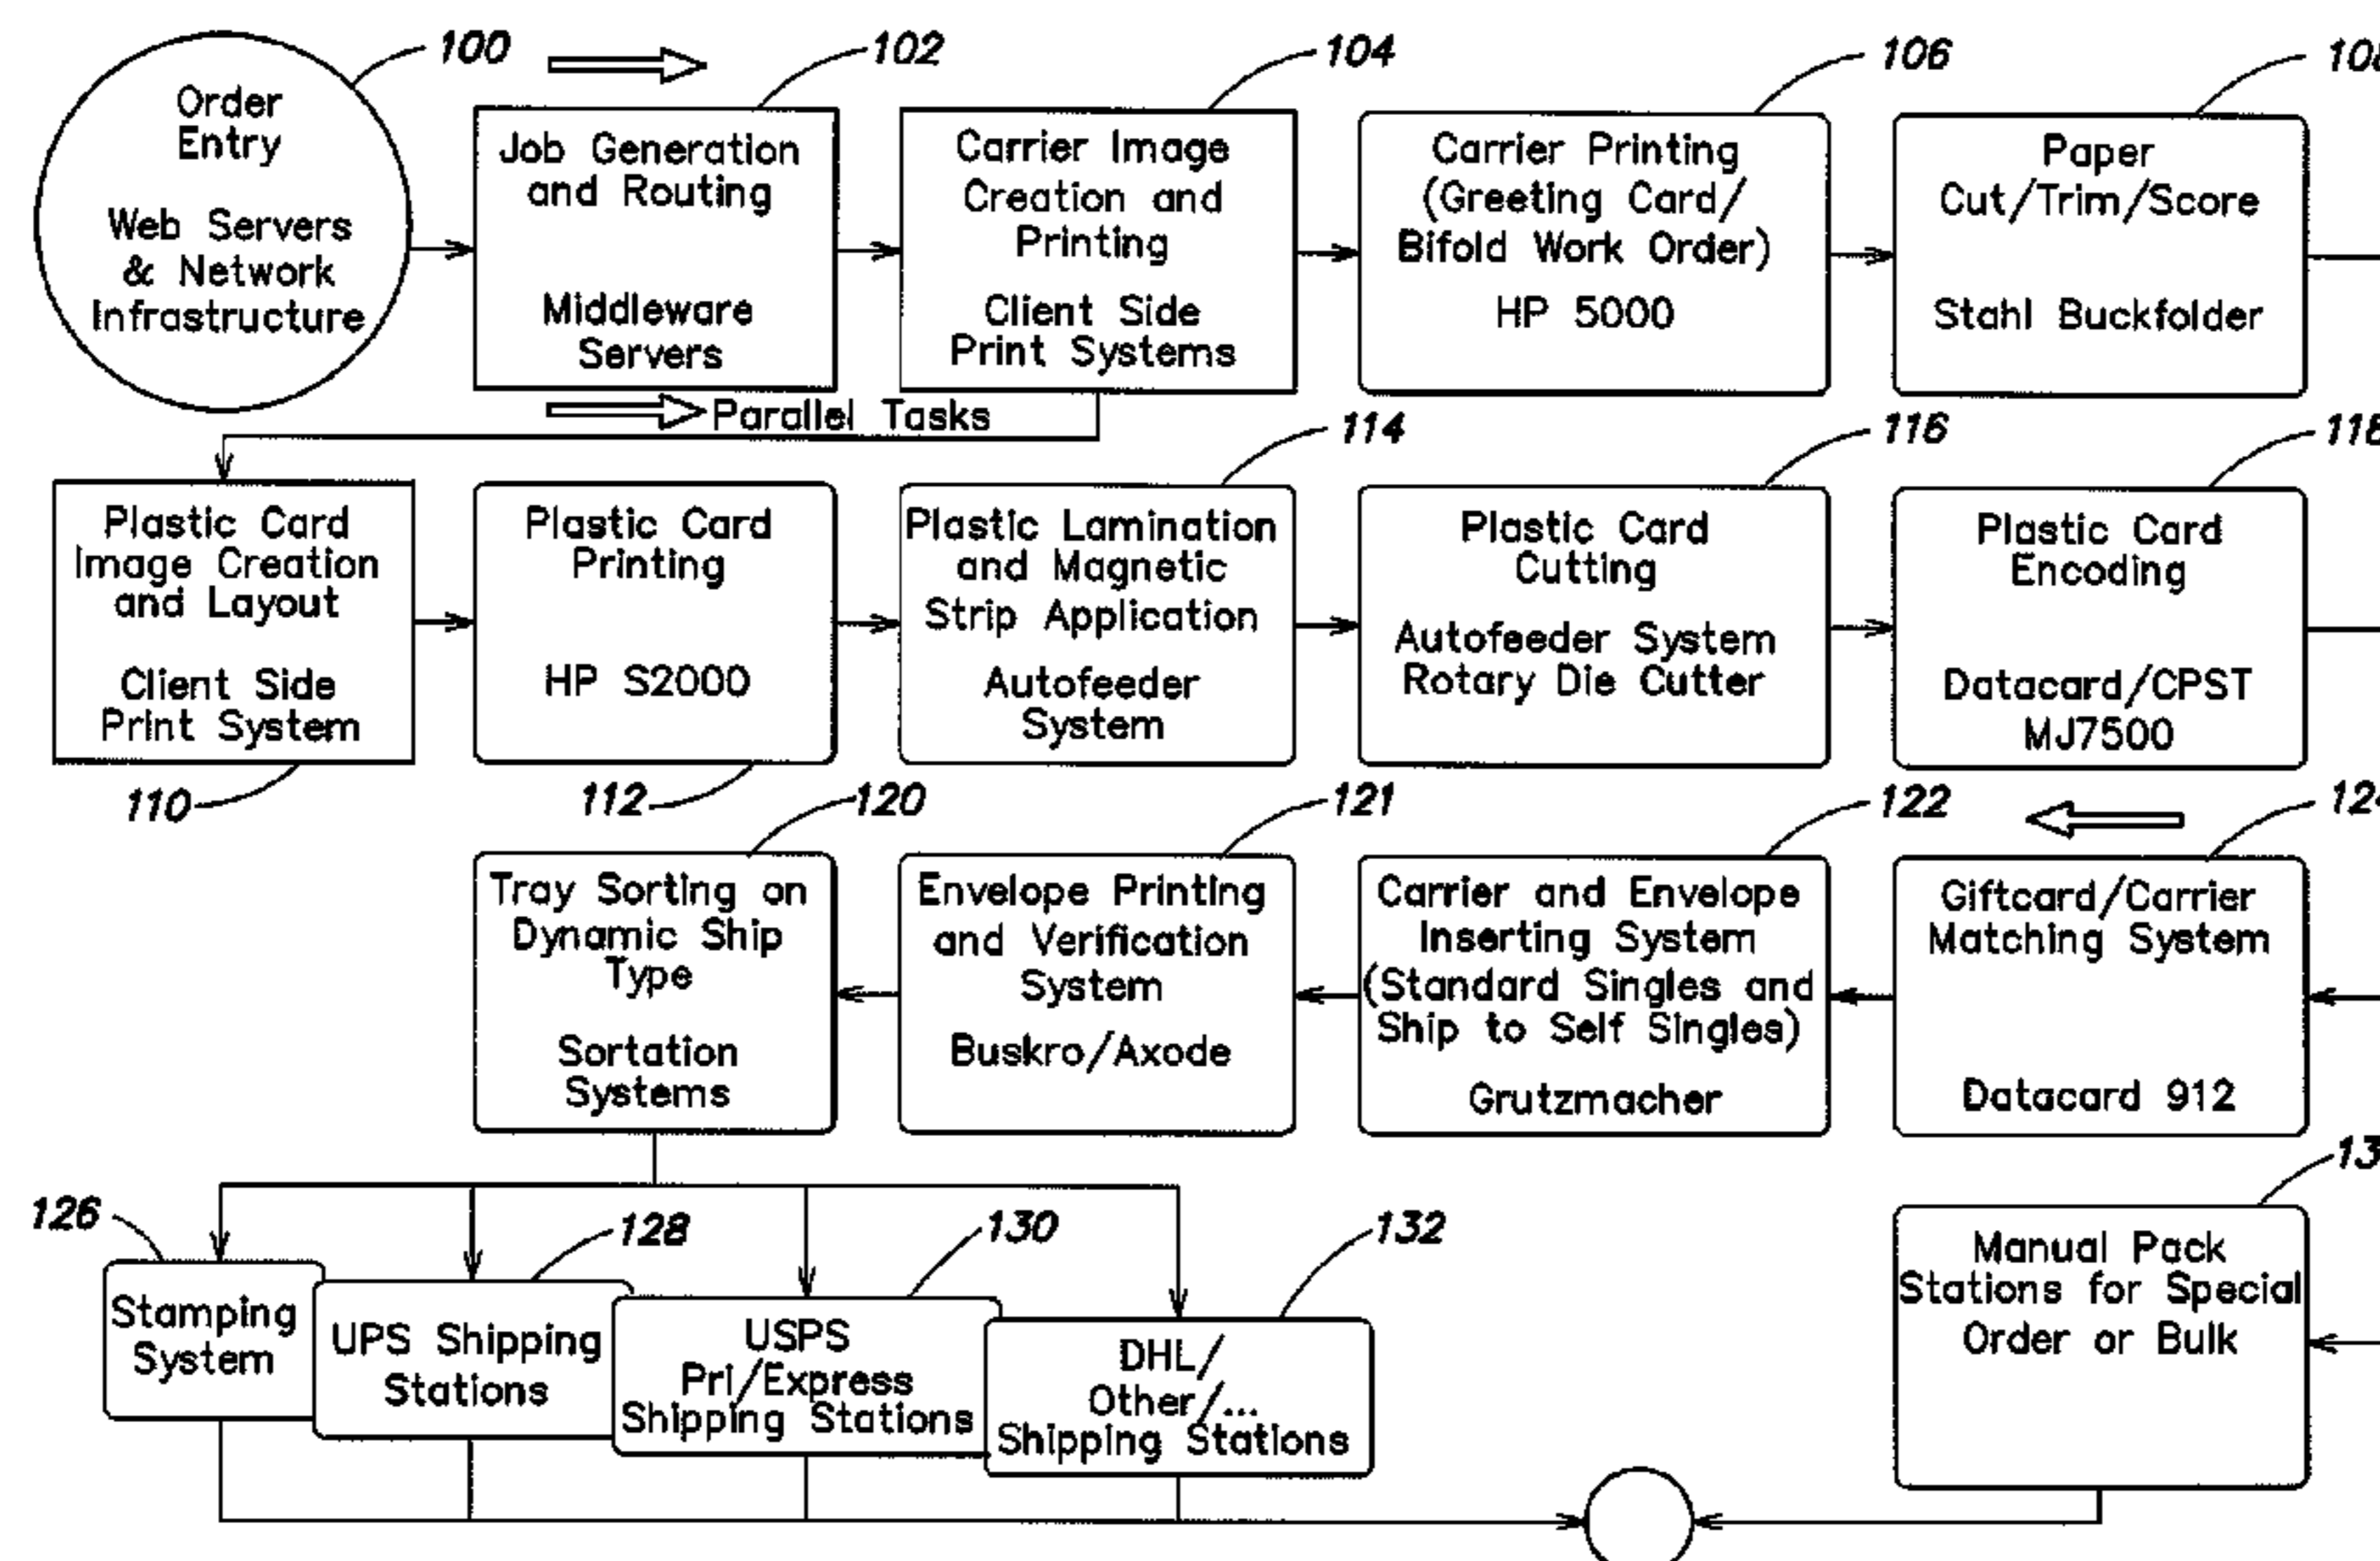 100
102
104
106
Order
Entry
Web Servers
& Network
Infrastructure
Job Generation
and Routing
Middleware
Servers
Carrier Image
Creation and
Printing
Client Side
Print Systems
Carrier Printing
(Greeting Card/
Bifold Work Order)
HP 5000
Paper
Cut/Trim/Score
Stahl Buckfolder
Parallel Tasks
114
116
Plastic Card
Image Creation
and Layout
Client Side
Print System
110
Plastic Card
Printing
HP S2000
112
Plastic Lamination
and Magnetic
Strip Application
Autofeeder
System
Plastic Card
Cutting
Autofeeder System
Rotary Die Cutter
Plastic Card
Encoding
Datacard/CPST
MJ7500
120
121
122
Tray Sorting on
Dynamic Ship
Type
Sortation
Systems
Envelope Printing
and Verification
System
Buskro/Axode
Carrier and Envelope
Inserting System
(Standard Singles and
Ship to Self Singles)
Grutzmacher
Giftcard/Carrier
Matching System
Datacard 912
126
128
130
132
Stamping
System
UPS Shipping
Stations
USPS
Pri/Express
Shipping Stations
DHL/
Other/...
Shipping Stations
Manual Pack
Stations for Special
Order or Bulk